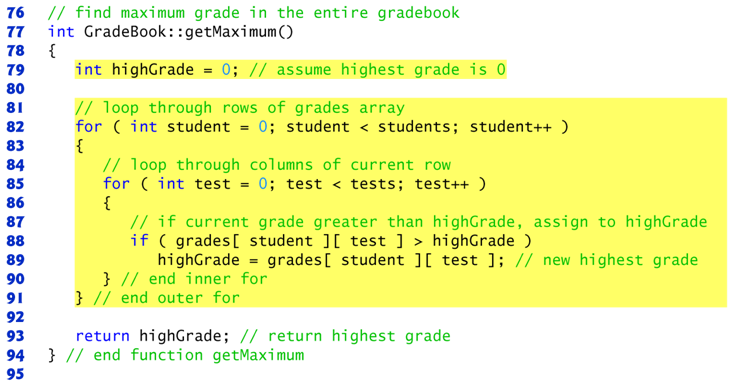 76 // find maximum grade in the entire gradebook
77 int GradeBook::getMaximum()
78 {
79 int highGrade = 0; // assume highest grade is 0
80
81 // loop through rows of grades array
82 for ( int student = 0; student < students; student++ )
83 {
84 // loop through columns of current row
85 for ( int test = 0; test < tests; test++ )
86 {
87 // if current grade greater than highGrade, assign to highGrade
88 if ( grades[ student ][ test ] > highGrade )
89 highGrade = grades[ student ][ test ]; // new highest grade
90 } // end inner for
91 } // end outer for
92
93 return highGrade; // return highest grade
94 } // end function getMaximum
95